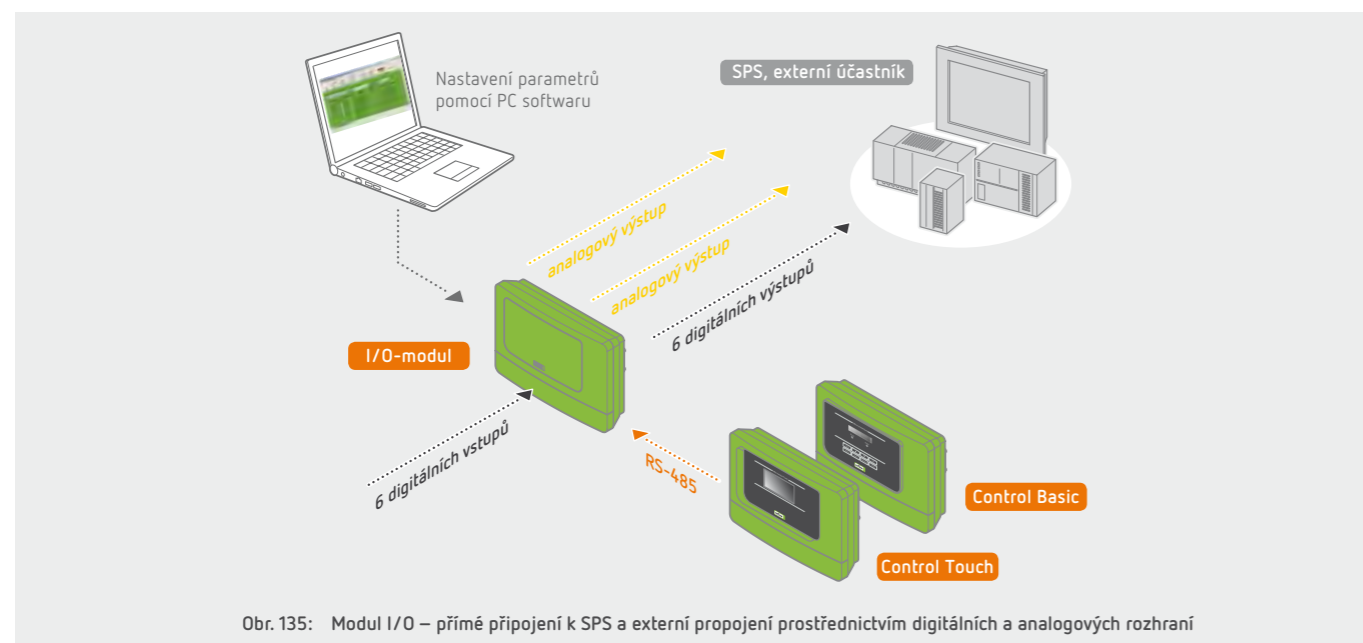 Nastavení parametrů
pomocí PC softwaru
SPS, externí účastník
analogový výstup
analogový výstup
6 digitálních výstupů
I/O-modul
6 digitálních vstupů
RS-485
Control Basic
Control Touch
Obr. 135: Modul I/O – přímé připojení k SPS a externí propojení prostřednictvím digitálních a analogových rozhraní